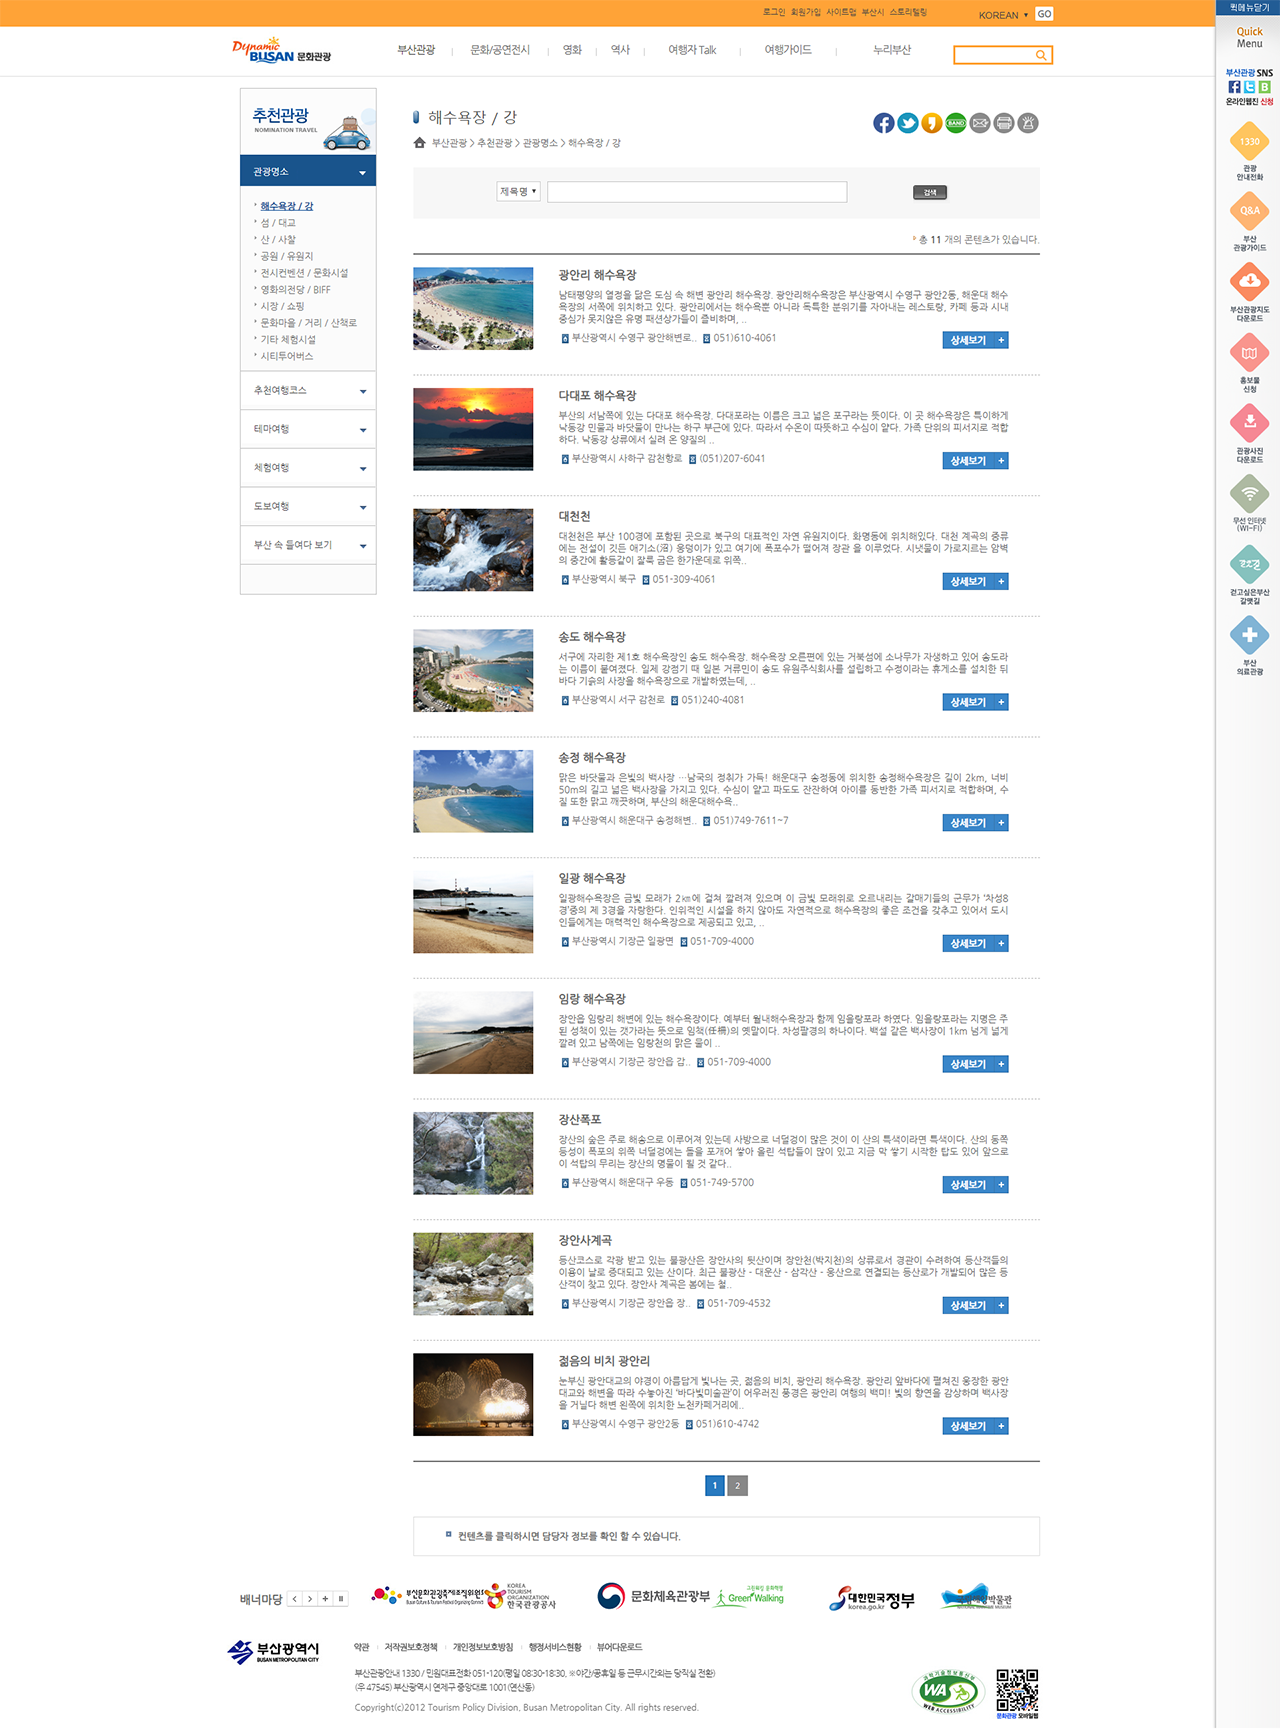 로그인 회원가입 사이트맵 부산시 스토리텔링
KOREAN ▼ GO
퀵메뉴닫기
Dynamic BUSAN 문화관광
부산관광 문화/공연전시 영화 역사 여행자 Talk 여행가이드 누리부산
Quick
Menu
부산관광 SNS
온라인웹진 신청
1330
관광
안내전화
Q&A
부산
관광가이드
부산관광지도
다운로드
홍보물
신청
관광사진
다운로드
무선 인터넷
(WI-FI)
걷고싶은부산
갈맷길
부산
의료관광
추천관광
NOMINATION TRAVEL
관광명소
해수욕장 / 강
섬 / 대교
산 / 사찰
공원 / 유원지
전시컨벤션 / 문화시설
영화의전당 / BIFF
시장 / 쇼핑
문화마을 / 거리 / 산책로
기타 체험시설
시티투어버스
추천여행코스
테마여행
체험여행
도보여행
부산 속 들여다 보기
해수욕장 / 강
BAND
부산관광 > 추천관광 > 관광명소 > 해수욕장 / 강
제목명 ▼ 검색
총 11 개의 콘텐츠가 있습니다.
광안리 해수욕장
남태평양의 열정을 닮은 도심 속 해변 광안리 해수욕장. 광안리해수욕장은 부산광역시 수영구 광안2동, 해운대 해수
욕장의 서쪽에 위치하고 있다. 광안리에서는 해수욕뿐 아니라 독특한 분위기를 자아내는 레스토랑, 카페 등과 시내
중심가 못지않은 유명 패션상가들이 즐비하며, ..
부산광역시 수영구 광안해변로.. 051)610-4061
상세보기 +
다대포 해수욕장
부산의 서남쪽에 있는 다대포 해수욕장. 다대포라는 이름은 크고 넓은 포구라는 뜻이다. 이 곳 해수욕장은 특이하게
낙동강 민물과 바닷물이 만나는 하구 부근에 있다. 따라서 수온이 따뜻하고 수심이 얕다. 가족 단위의 피서지로 적합
하다. 낙동강 상류에서 실려 온 양질의 ..
부산광역시 사하구 감천항로 (051)207-6041
상세보기 +
대천천
대천천은 부산 100경에 포함된 곳으로 북구의 대표적인 자연 유원지이다. 화명동에 위치해있다. 대천 계곡의 중류
에는 전설이 깃든 애기소(沼) 웅덩이가 있고 여기에 폭포수가 떨어져 장관 을 이루었다. 시냇물이 가로지르는 암벽
의 중간에 활등같이 잘룩 굽은 한가운데로 위쪽..
부산광역시 북구 051-309-4061
상세보기 +
송도 해수욕장
서구에 자리한 제1호 해수욕장인 송도 해수욕장. 해수욕장 오른편에 있는 거북섬에 소나무가 자생하고 있어 송도라
는 이름이 붙여졌다. 일제 강점기 때 일본 거류민이 송도 유원주식회사를 설립하고 수정이라는 휴게소를 설치한 뒤
바다 기슭의 사장을 해수욕장으로 개발하였는데, ..
부산광역시 서구 감천로 051)240-4081
상세보기 +
송정 해수욕장
맑은 바닷물과 은빛의 백사장 …남국의 정취가 가득! 해운대구 송정동에 위치한 송정해수욕장은 길이 2km, 너비
50m의 길고 넓은 백사장을 가지고 있다. 수심이 얕고 파도도 잔잔하여 아이를 동반한 가족 피서지로 적합하며, 수
질 또한 맑고 깨끗하며, 부산의 해운대해수욕..
부산광역시 해운대구 송정해변.. 051)749-7611~7
상세보기 +
일광 해수욕장
일광해수욕장은 금빛 모래가 2㎞에 걸쳐 깔려져 있으며 이 금빛 모래위로 오르내리는 갈매기들의 군무가 '차성8
경'중의 제 3경을 자랑한다. 인위적인 시설을 하지 않아도 자연적으로 해수욕장의 좋은 조건을 갖추고 있어서 도시
인들에게는 매력적인 해수욕장으로 제공되고 있고, ..
부산광역시 기장군 일광면 051-709-4000
상세보기 +
임랑 해수욕장
장안읍 임랑리 해변에 있는 해수욕장이다. 예부터 월내해수욕장과 함께 임을랑포라 하였다. 임을랑포라는 지명은 주
된 성책이 있는 갯가라는 뜻으로 임책(任柵)의 옛말이다. 차성팔경의 하나이다. 백설 같은 백사장이 1km 넘게 넓게
깔려 있고 남쪽에는 임랑천의 맑은 물이 ..
부산광역시 기장군 장안읍 갑.. 051-709-4000
상세보기 +
장산폭포
장산의 숲은 주로 해송으로 이루어져 있는데 사방으로 너덜겅이 많은 것이 이 산의 특색이라면 특색이다. 산의 동쪽
등성이 폭포의 위쪽 너덜겅에는 돌을 포개어 쌓아 올린 석탑들이 많이 있고 지금 막 쌓기 시작한 탑도 있어 앞으로
이 석탑의 무리는 장산의 명물이 될 것 같다..
부산광역시 해운대구 우동 051-749-5700
상세보기 +
장안사계곡
등산코스로 각광 받고 있는 불광산은 장안사의 뒷산이며 장안천(박지천)의 상류로서 경관이 수려하여 등산객들의
이용이 날로 증대되고 있는 산이다. 최근 불광산 - 대운산 - 삼각산 - 웅산으로 연결되는 등산로가 개발되어 많은 등
산객이 찾고 있다. 장안사 계곡은 봄에는 철..
부산광역시 기장군 장안읍 장.. 051-709-4532
상세보기 +
젊음의 비치 광안리
눈부신 광안대교의 야경이 아름답게 빛나는 곳, 젊음의 비치, 광안리 해수욕장. 광안리 앞바다에 펼쳐진 웅장한 광안
대교와 해변을 따라 수놓아진 '바다빛미술관'이 어우러진 풍경은 광안리 여행의 백미! 빛의 향연을 감상하며 백사장
을 거닐다 해변 왼쪽에 위치한 노천카페거리에..
부산광역시 수영구 광안2동 051)610-4742
상세보기 +
1 2
컨텐츠를 클릭하시면 담당자 정보를 확인 할 수 있습니다.
배너마당
부산문화관광축제조직위원회
KOREA
TOURISM
ORGANIZATION
한국관광공사
문화체육관광부
Green Walking
대한민국정부
korea.go.kr
부산광역시
BUSAN METROPOLITAN CITY
약관 저작권보호정책 개인정보보호방침 행정서비스현황 뷰어다운로드
부산관광안내 1330 / 민원대표전화 051-120(평일 08:30-18:30, ※야간/공휴일 등 근무시간외는 당직실 전환)
(우 47545) 부산광역시 연제구 중앙대로 1001(연산동)
Copyright(c)2012 Tourism Policy Division, Busan Metropolitan City. All rights reserved.
WA
WEB ACCESSIBILITY
문화관광 모바일웹